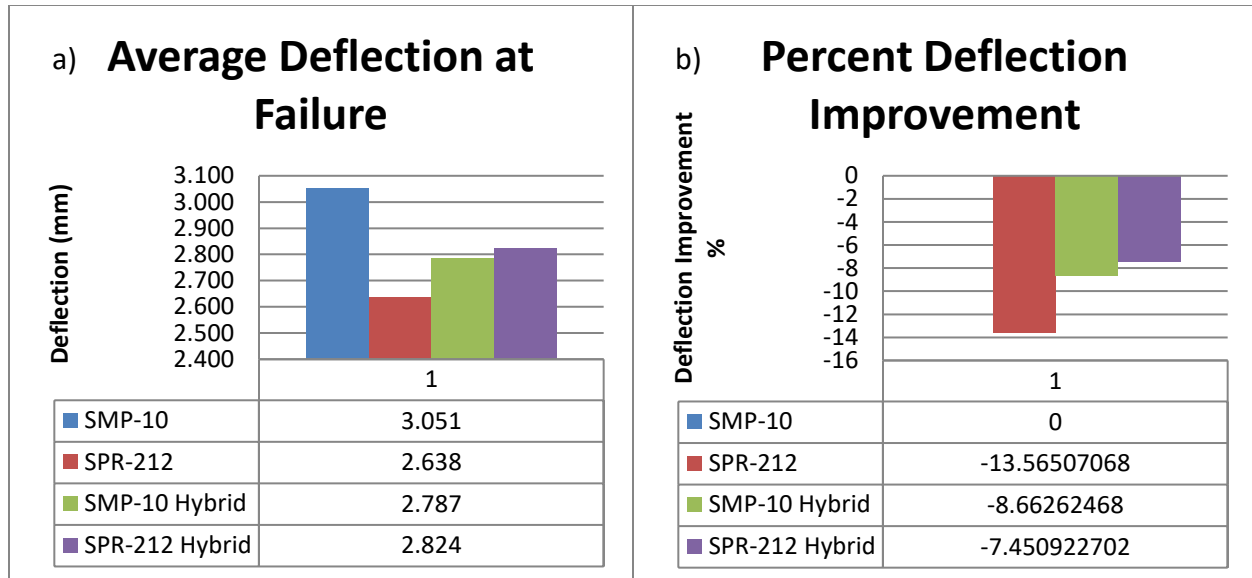 a) Average Deflection at
Failure
Deflection (mm)
3.100
3.000
2.900
2.800
2.700
2.600
2.500
2.400
1
SMP-10 3.051
SPR-212 2.638
SMP-10 Hybrid 2.787
SPR-212 Hybrid 2.824
b) Percent Deflection
Improvement
Deflection Improvement
%
0
-2
-4
-6
-8
-10
-12
-14
-16
1
SMP-10 0
SPR-212 -13.56507068
SMP-10 Hybrid -8.66262468
SPR-212 Hybrid -7.450922702